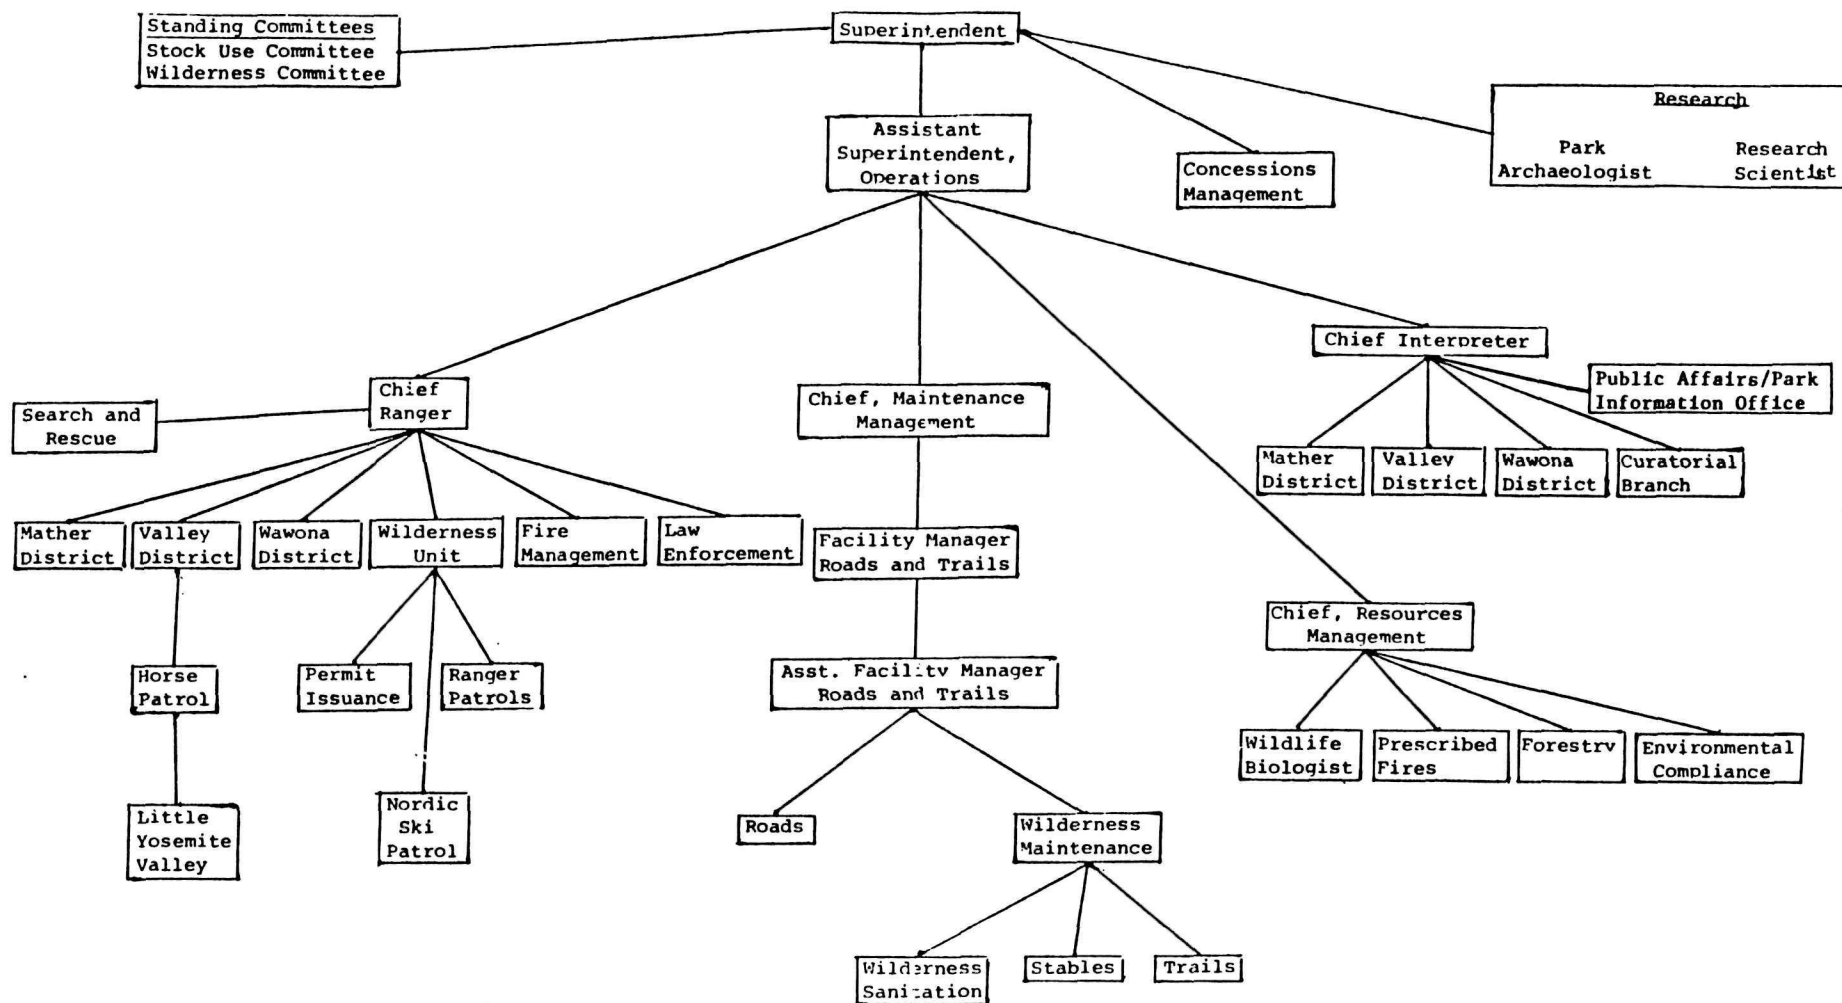 Standing Committees
Stock Use Committee
Wilderness Committee
Superintendent
Research
Park
Archaeologist
Research
Scientist
Assistant
Superintendent,
Operations
Concessions
Management
Chief Interpreter
Public Affairs/Park
Information Office
Chief
Ranger
Search and
Rescue
Chief, Maintenance
Management
Mather
District
Valley
District
Wawona
District
Curatorial
Branch
Mather
District
Valley
District
Wawona
District
Wilderness
Unit
Fire
Management
Law
Enforcement
Facility Manager
Roads and Trails
Chief, Resources
Management
Horse
Patrol
Permit
Issuance
Ranger
Patrols
Asst. Facility Manager
Roads and Trails
Wildlife
Biologist
Prescribed
Fires
Forestry
Environmental
Compliance
Little
Yosemite
Valley
Nordic
Ski
Patrol
Roads
Wilderness
Maintenance
Wilderness
Sanitation
Stables
Trails